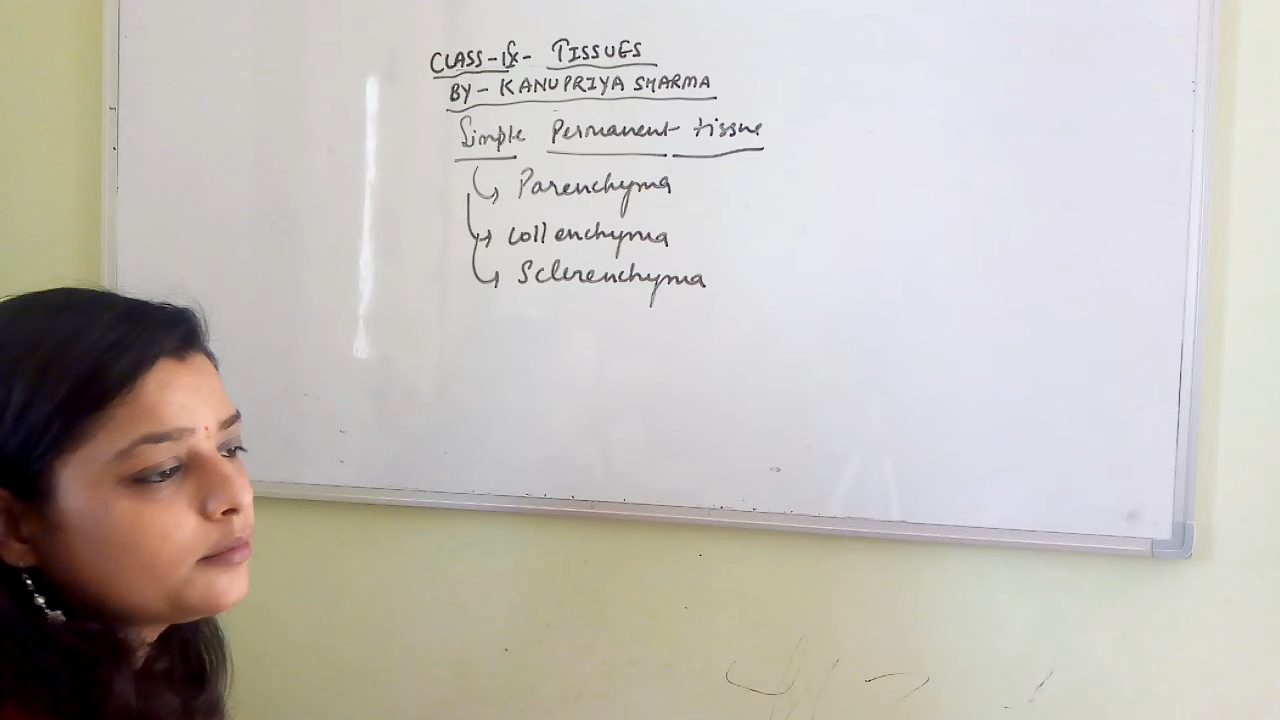 CLASS-IX- TISSUES
BY- KANUPRIYA SHARMA
Simple Permanent tissue
Parenchyma
Collenchyma
Sclerenchyma